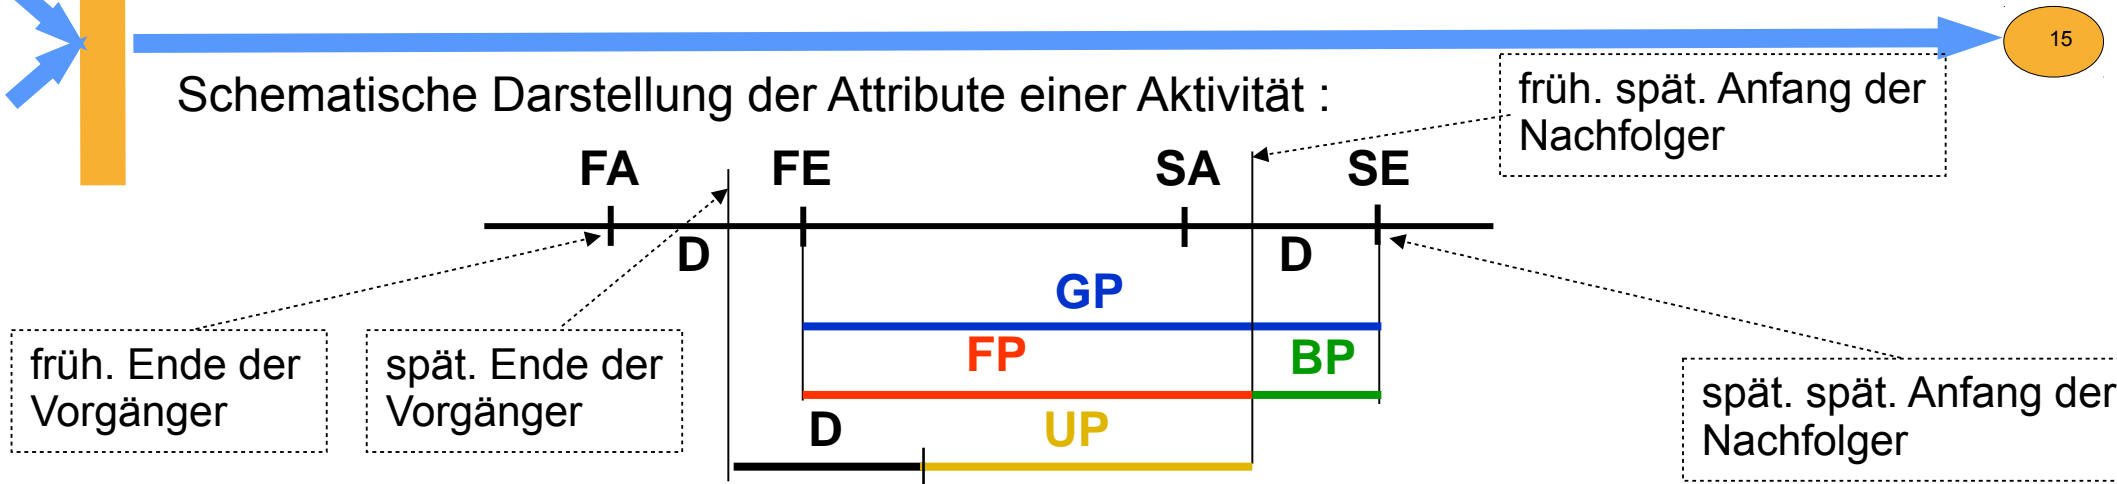 15
Schematische Darstellung der Attribute einer Aktivität :
früh. spät. Anfang der
Nachfolger
FA
FE
SA
SE
D
D
GP
FP
BP
früh. Ende der
Vorgänger
spät. Ende der
Vorgänger
spät. spät. Anfang der
Nachfolger
D
UP